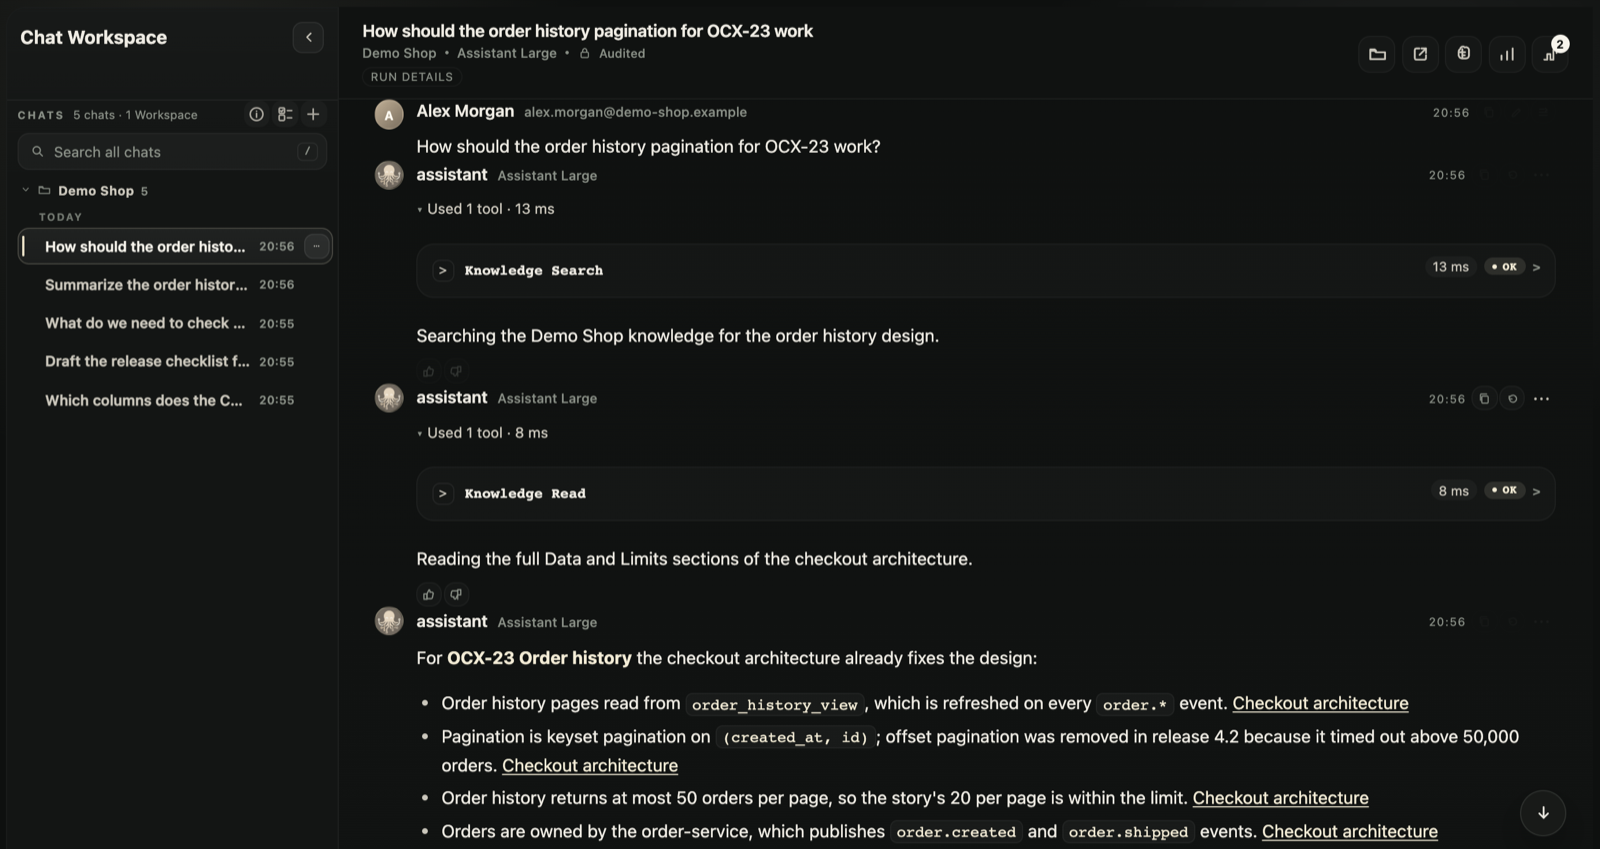 Chat Workspace
CHATS 5 chats · 1 Workspace
Search all chats /
Demo Shop 5
TODAY
How should the order histo... 20:56
Summarize the order histor... 20:56
What do we need to check ... 20:55
Draft the release checklist f... 20:55
Which columns does the C... 20:55
How should the order history pagination for OCX-23 work
Demo Shop • Assistant Large • Audited
RUN DETAILS
2
A Alex Morgan alex.morgan@demo-shop.example 20:56
How should the order history pagination for OCX-23 work?
assistant Assistant Large 20:56
Used 1 tool · 13 ms
> Knowledge Search 13 ms • OK >
Searching the Demo Shop knowledge for the order history design.
assistant Assistant Large 20:56
Used 1 tool · 8 ms
> Knowledge Read 8 ms • OK >
Reading the full Data and Limits sections of the checkout architecture.
assistant Assistant Large 20:56
For OCX-23 Order history the checkout architecture already fixes the design:
• Order history pages read from order_history_view, which is refreshed on every order.* event. Checkout architecture
• Pagination is keyset pagination on (created_at, id); offset pagination was removed in release 4.2 because it timed out above 50,000
orders. Checkout architecture
• Order history returns at most 50 orders per page, so the story's 20 per page is within the limit. Checkout architecture
• Orders are owned by the order-service, which publishes order.created and order.shipped events. Checkout architecture